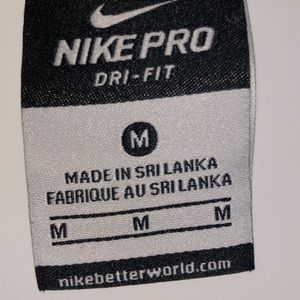 NIKE PRO
DRI-FIT
M
MADE IN SRI LANKA
FABRIQUE AU SRI LANKA
M M M
nikebetterworld.com